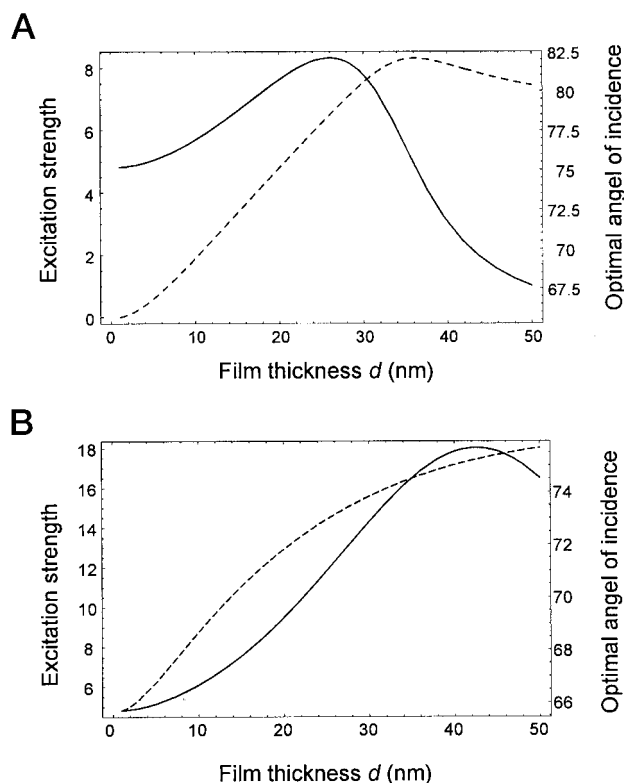 A
8
6
4
2
0
Excitation strength
82.5
80
77.5
75
72.5
70
67.5
Optimal angel of incidence
0 10 20 30 40 50
Film thickness d (nm)
B
18
16
14
12
10
8
6
Excitation strength
74
72
70
68
66
Optimal angel of incidence
0 10 20 30 40 50
Film thickness d (nm)